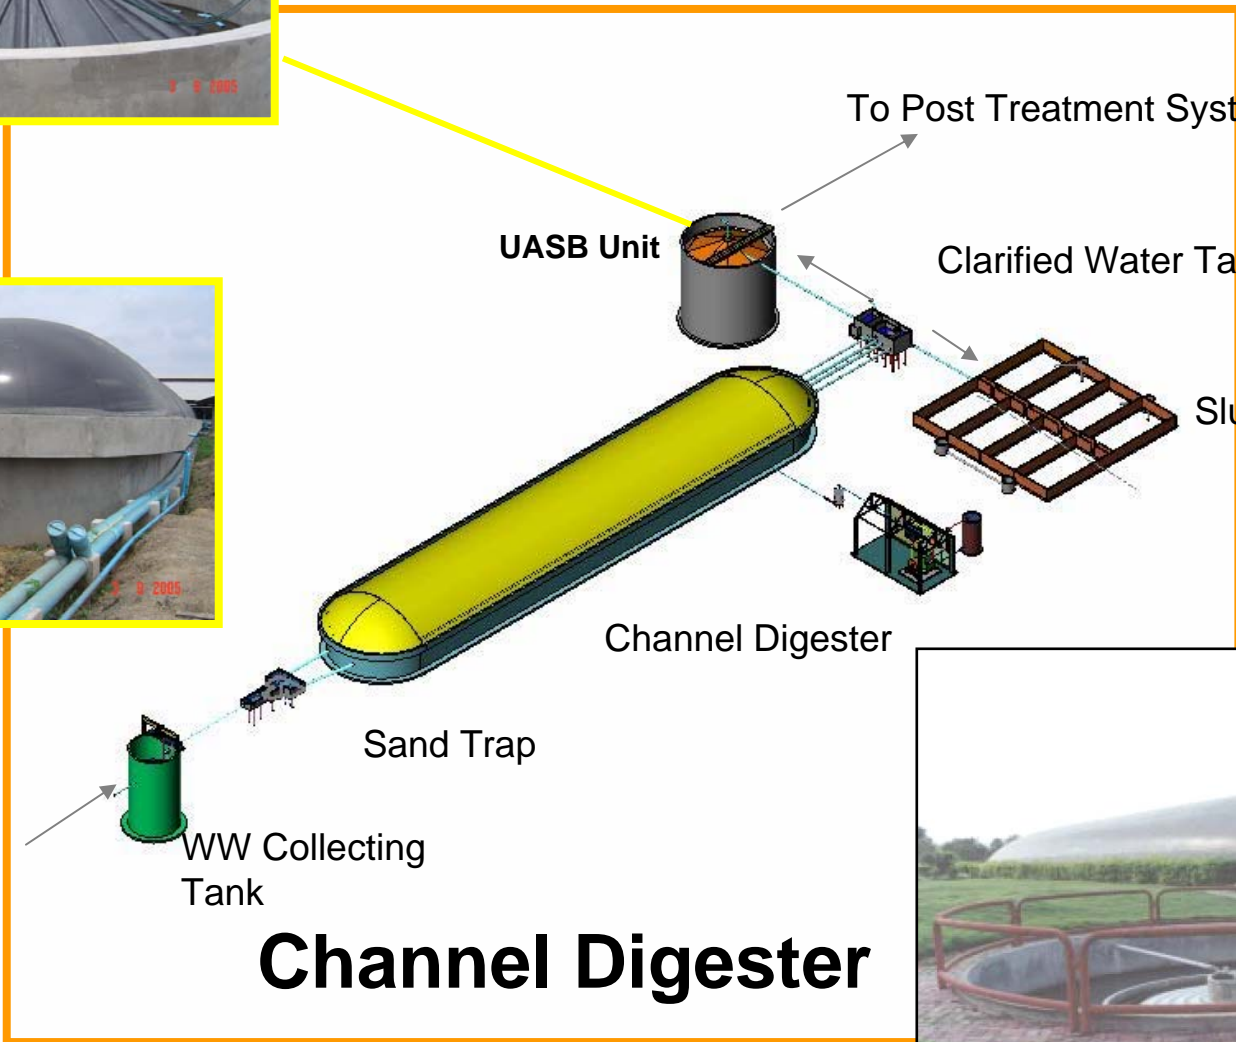 To Post Treatment Syst
UASB Unit
Clarified Water Ta
Slu
Channel Digester
Sand Trap
WW Collecting
Tank
Channel Digester